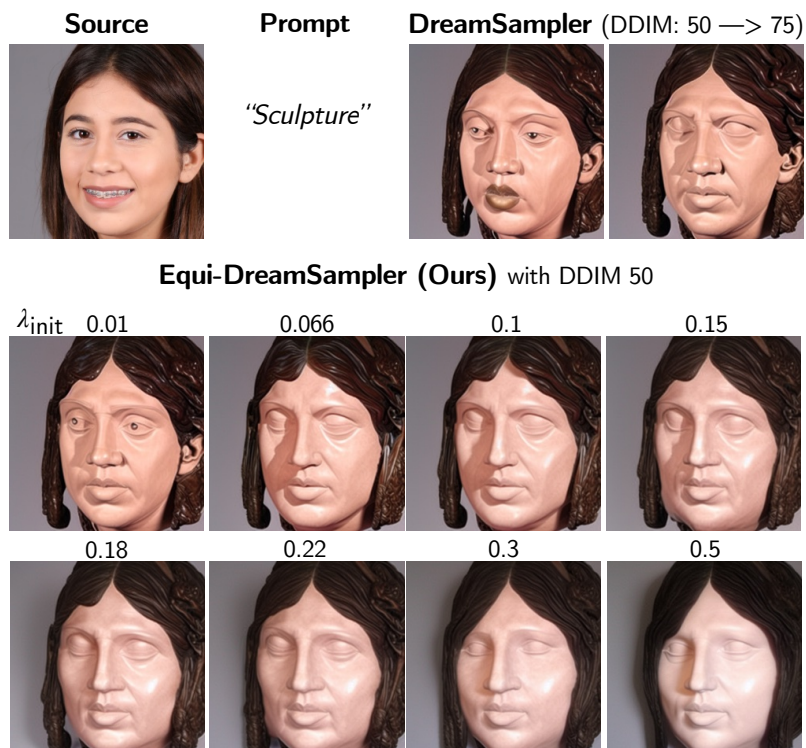 Source Prompt DreamSampler (DDIM: 50 —> 75)
“Sculpture”
Equi-DreamSampler (Ours) with DDIM 50
λinit 0.01 0.066 0.1 0.15
0.18 0.22 0.3 0.5